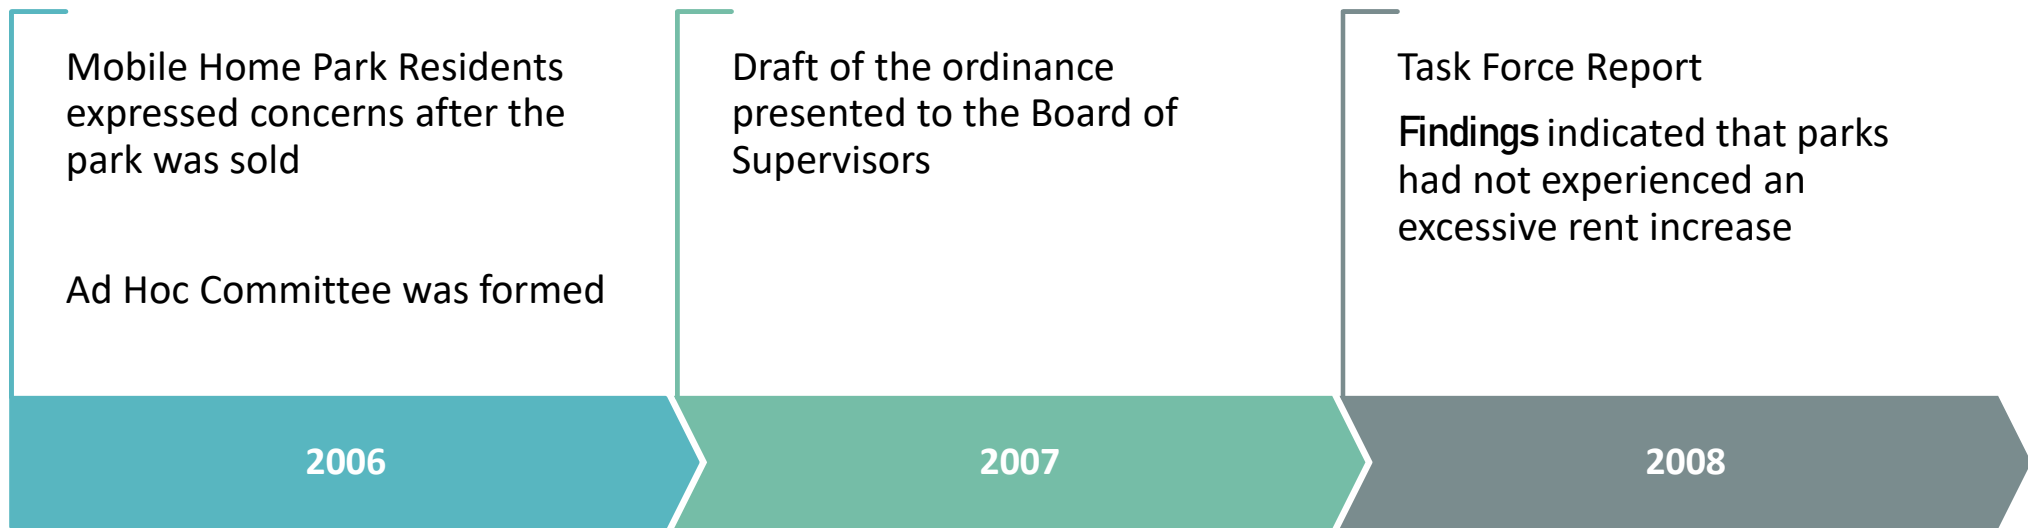 Mobile Home Park Residents
expressed concerns after the
park was sold
Ad Hoc Committee was formed
2006
Draft of the ordinance
presented to the Board of
Supervisors
2007
Task Force Report
Findings indicated that parks
had not experienced an
excessive rent increase
2008